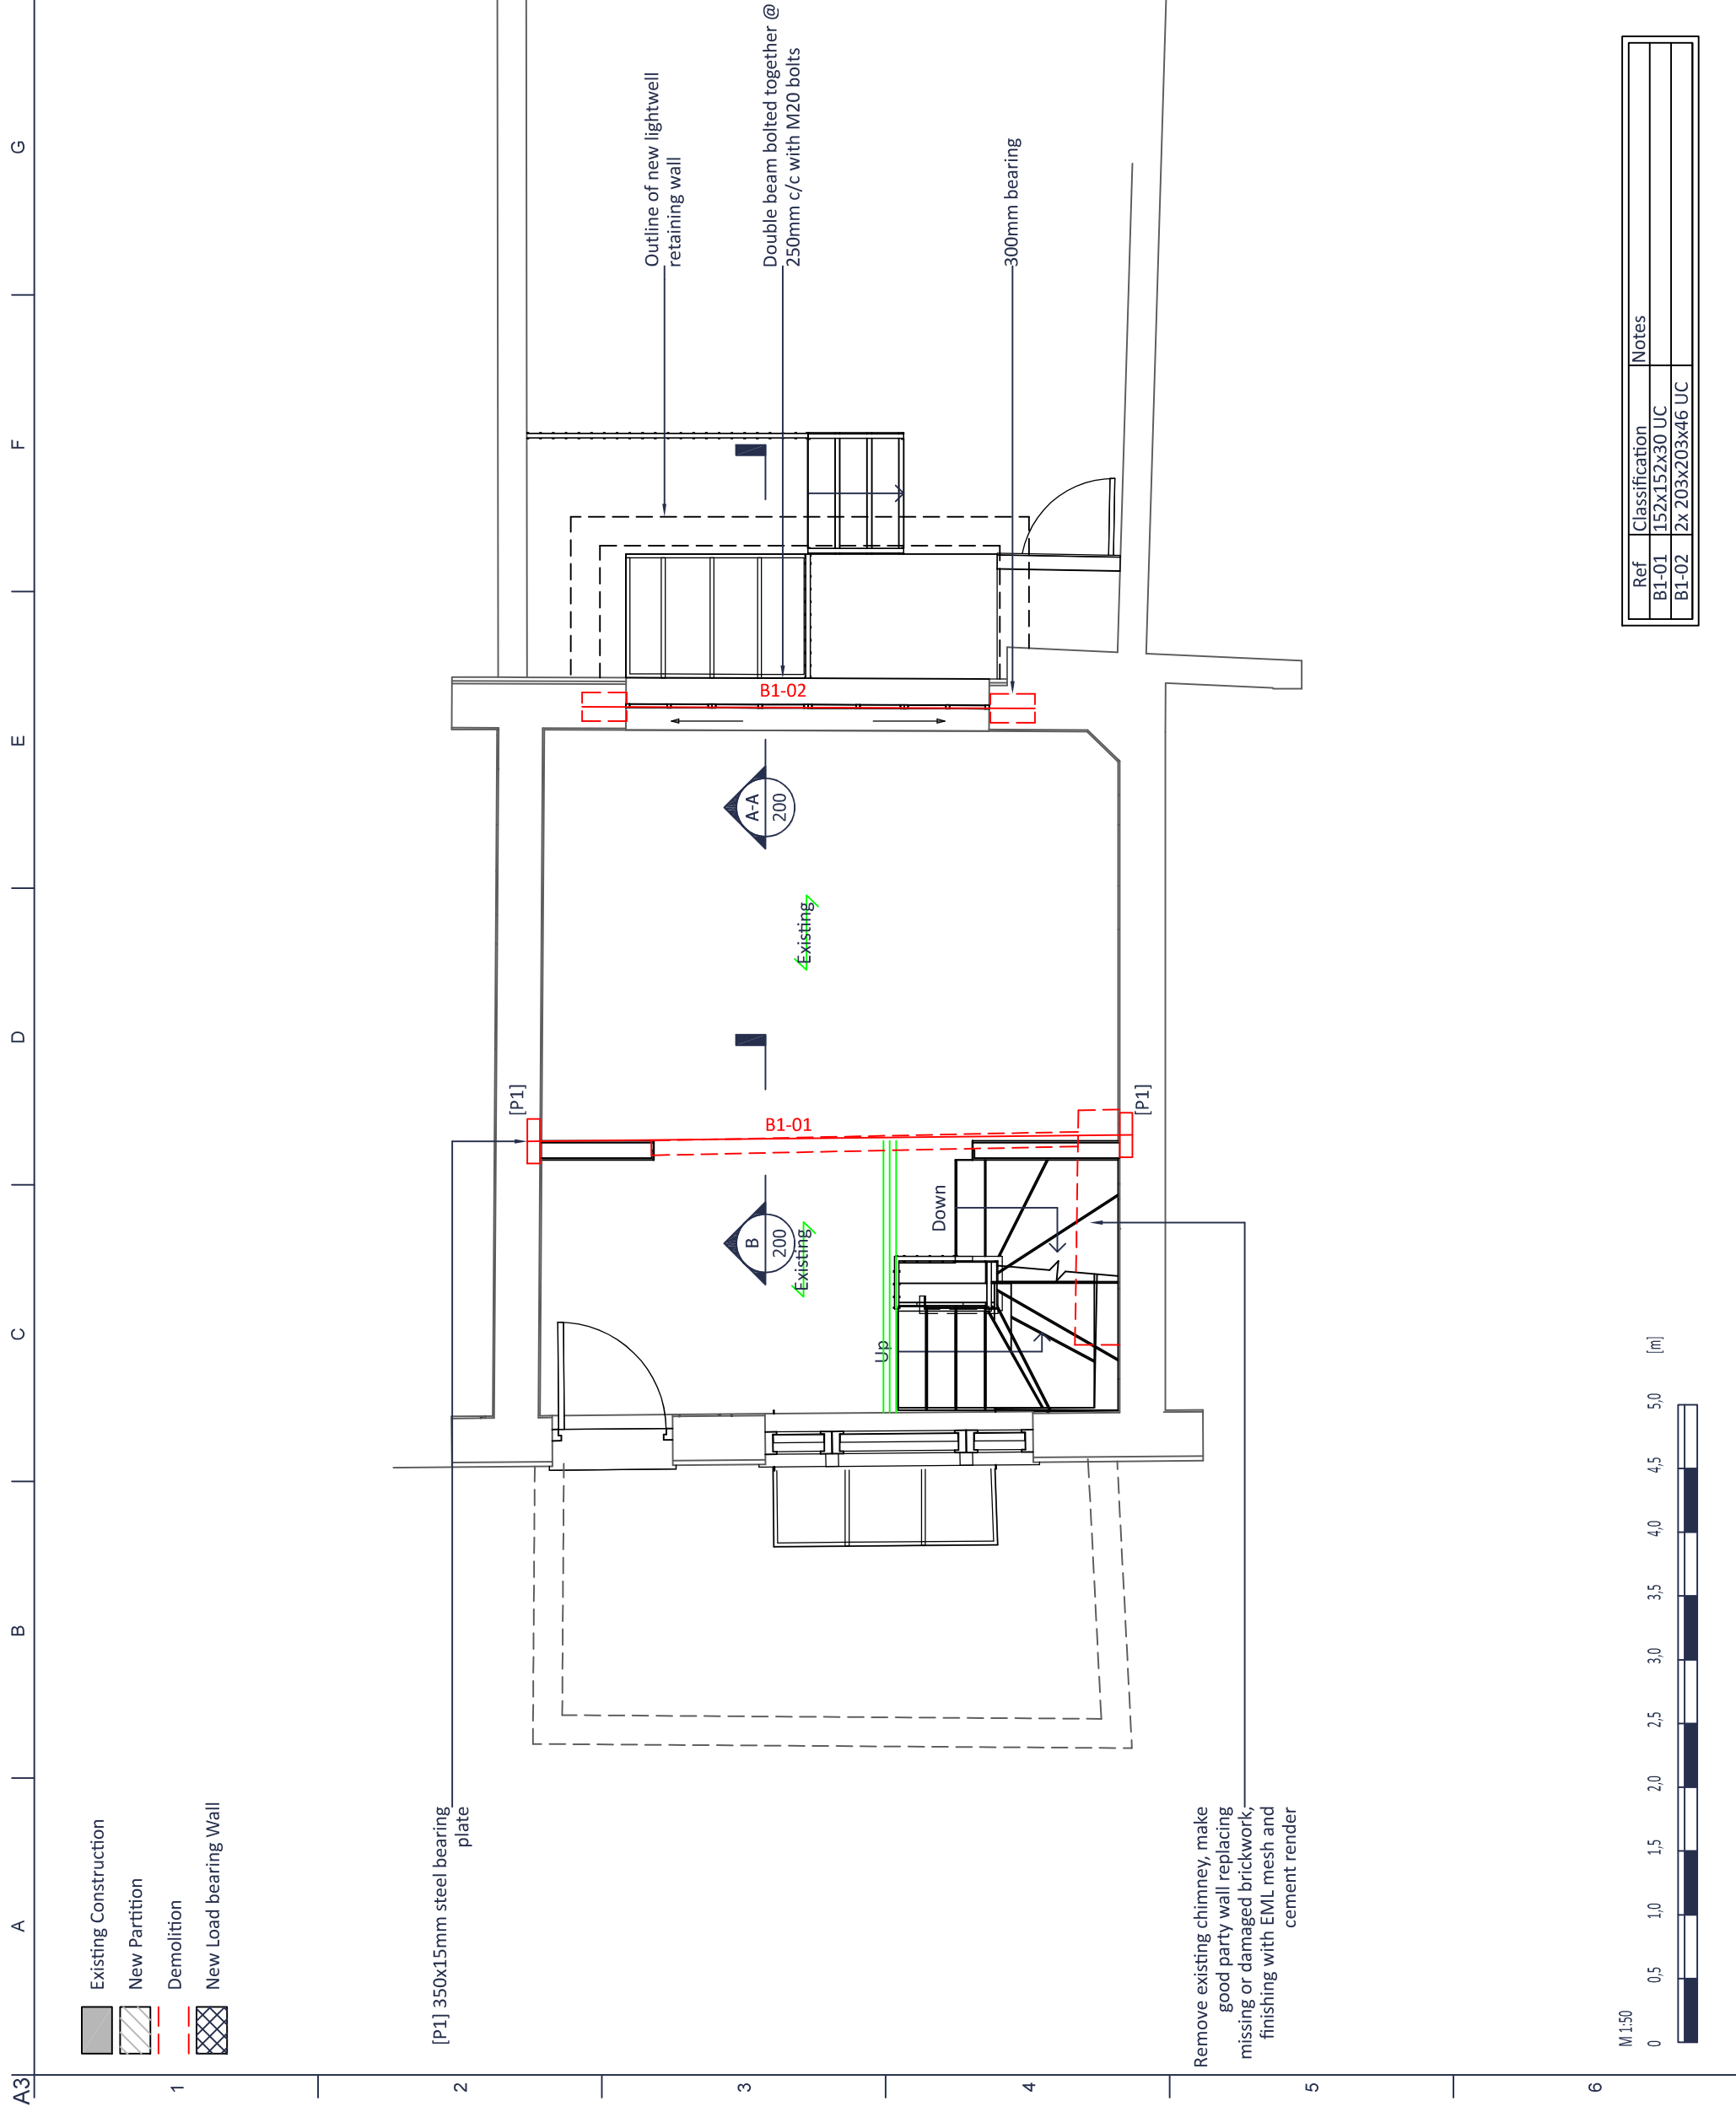 A3
A
B
C
D
E
F
G
1
2
3
4
5
6
Existing Construction
New Partition
Demolition
New Load bearing Wall
[P1] 350x15mm steel bearing
plate
[P1]
Outline of new lightwell
retaining wall
Double beam bolted together @
250mm c/c with M20 bolts
300mm bearing
B1-01
B1-02
B
200
A-A
200
Existing
Existing
Up
Down
[P1]
Remove existing chimney, make
good party wall replacing
missing or damaged brickwork,
finishing with EML mesh and
cement render
Ref Classification Notes
B1-01 152x152x30 UC
B1-02 2x 203x203x46 UC
M 1:50
0 0,5 1,0 1,5 2,0 2,5 3,0 3,5 4,0 4,5 5,0 [m]